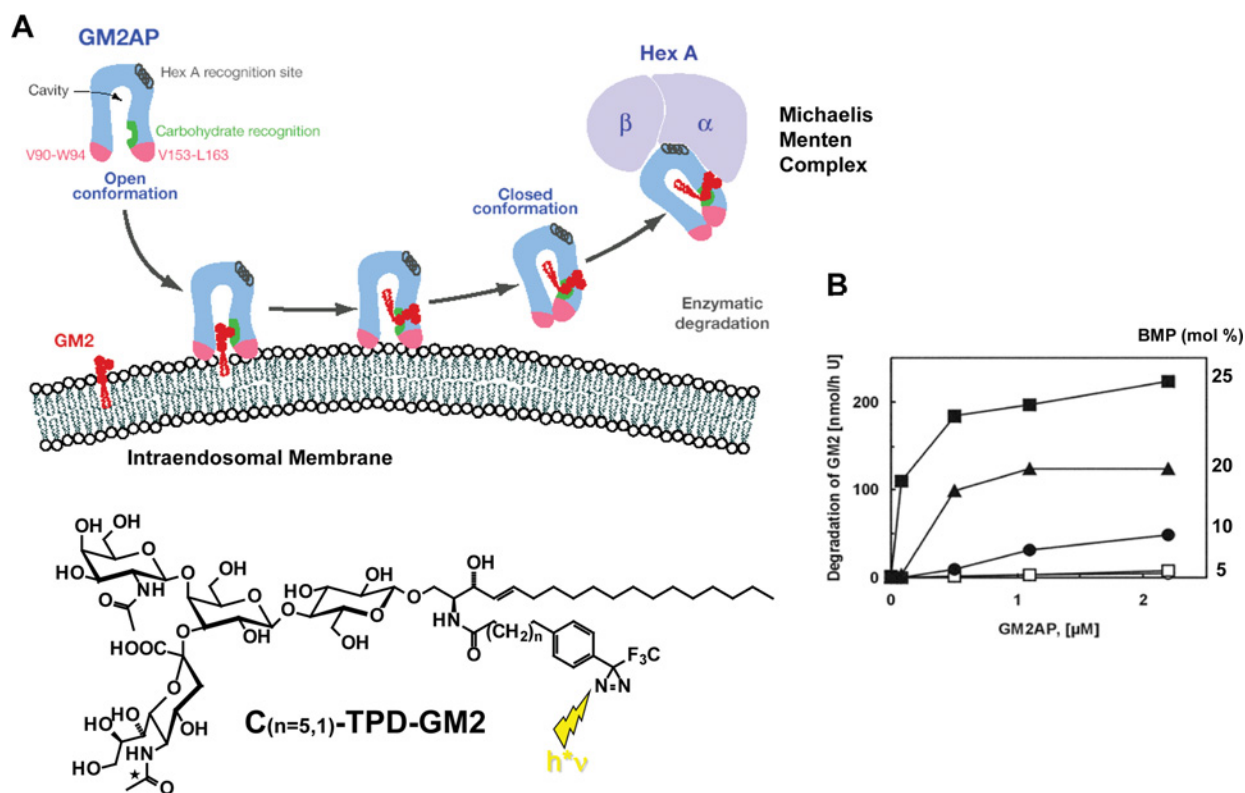 A
GM2AP
Hex A recognition site
Cavity
Carbohydrate recognition
V90-W94
V153-L163
Open
conformation
Hex A
β
α
Michaelis
Menten
Complex
Closed
conformation
Enzymatic
degradation
GM2
Intraendosomal Membrane
B
BMP (mol %)
Degradation of GM2 [nmol/h U]
200
100
0
25
20
10
5
0
1
2
GM2AP, [µM]
OH
OH
HO
O
O
HN
O
OH
O
O
OH
O
HOOC
O
HO
OH
O
O
OH
O
OH
HN
O
(CH2)n
F3C
N=N
HO
HO
OH
OH
HO
NH
O
★
C(n=5,1)-TPD-GM2
h*ν